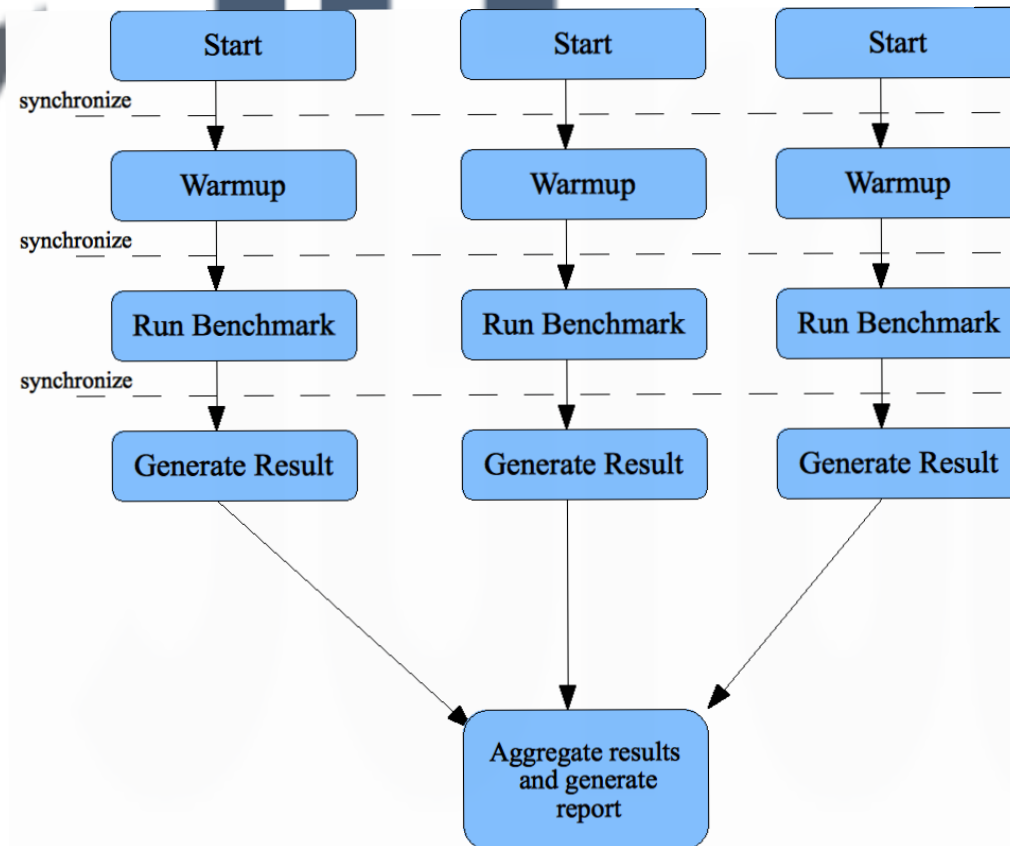 Start
Start
Start
synchronize
Warmup
Warmup
Warmup
synchronize
Run Benchmark
Run Benchmark
Run Benchmark
synchronize
Generate Result
Generate Result
Generate Result
Aggregate results
and generate
report